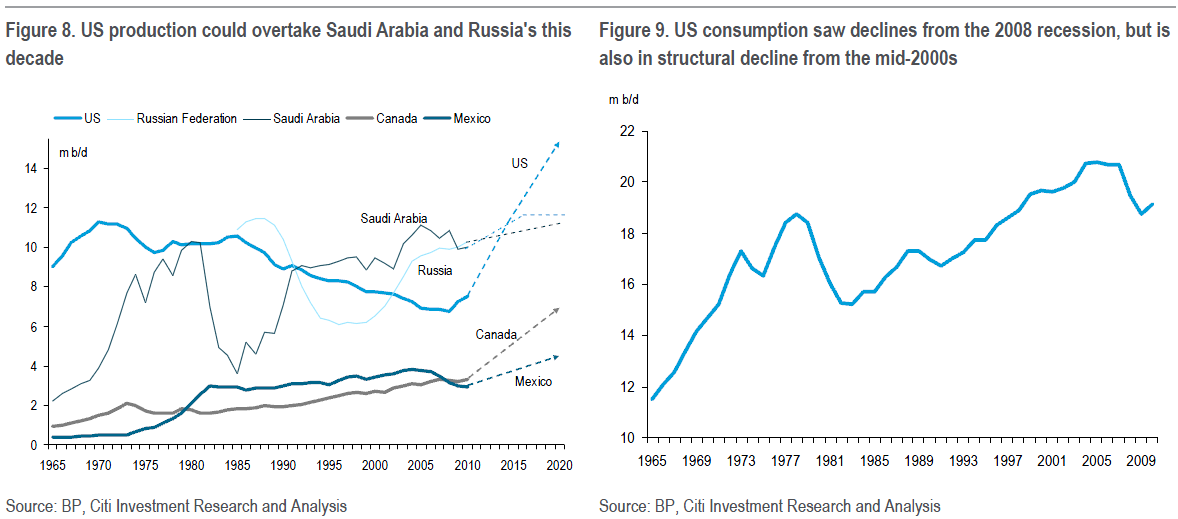 Figure 8. US production could overtake Saudi Arabia and Russia's this
decade
US Russian Federation Saudi Arabia Canada Mexico
m b/d
14
12
10
8
6
4
2
0
US
Saudi Arabia
Russia
Canada
Mexico
1965 1970 1975 1980 1985 1990 1995 2000 2005 2010 2015 2020
Source: BP, Citi Investment Research and Analysis
Figure 9. US consumption saw declines from the 2008 recession, but is
also in structural decline from the mid-2000s
m b/d
22
20
18
16
14
12
10
1965 1969 1973 1977 1981 1985 1989 1993 1997 2001 2005 2009
Source: BP, Citi Investment Research and Analysis